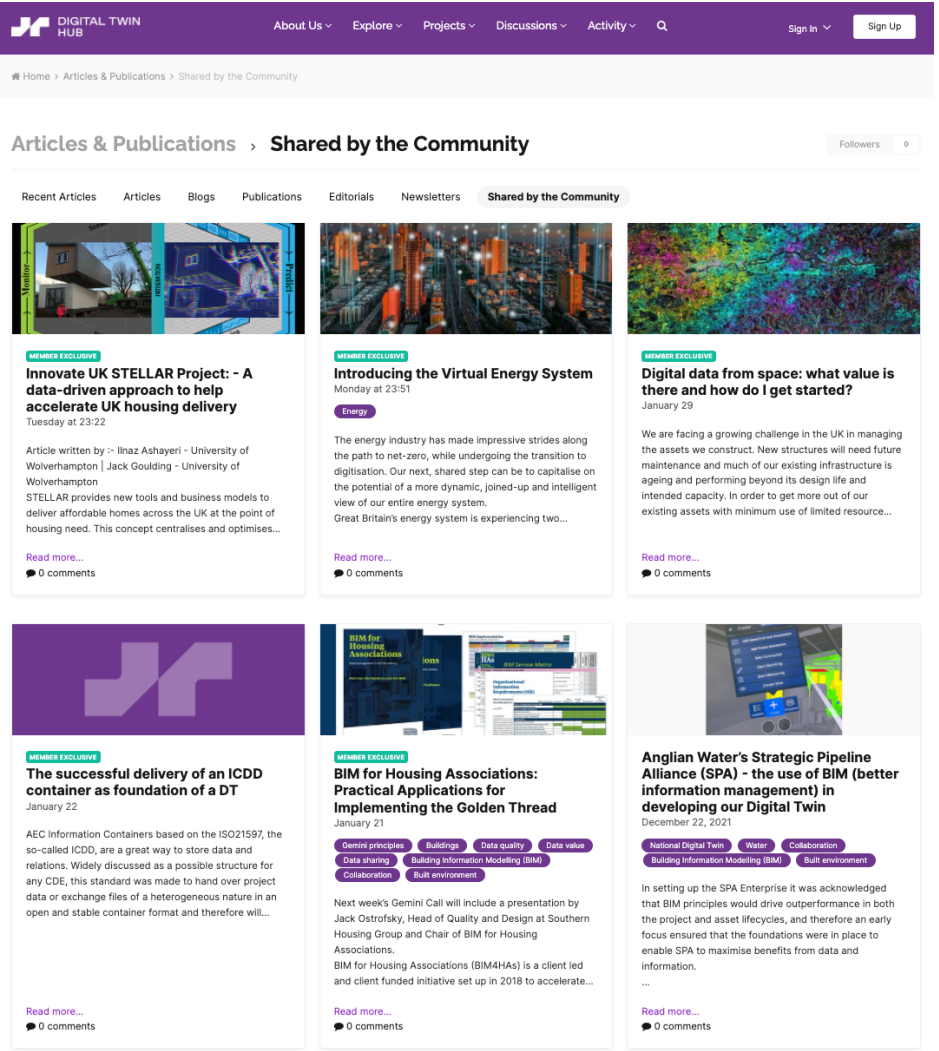 DIGITAL TWIN
HUB
About Us
Explore
Projects
Discussions
Activity
Sign In
Sign Up
Home > Articles & Publications > Shared by the Community
Articles & Publications › Shared by the Community
Followers 0
Recent Articles
Articles
Blogs
Publications
Editorials
Newsletters
Shared by the Community
Monitor
Predict
MEMBER EXCLUSIVE
Innovate UK STELLAR Project: - A
data-driven approach to help
accelerate UK housing delivery
Tuesday at 23:22
Article written by :- Ilnaz Ashayeri - University of
Wolverhampton | Jack Goulding - University of
Wolverhampton
STELLAR provides new tools and business models to
deliver affordable homes across the UK at the point of
housing need. This concept centralises and optimises...
Read more...
0 comments
MEMBER EXCLUSIVE
Introducing the Virtual Energy System
Monday at 23:51
Energy
The energy industry has made impressive strides along
the path to net-zero, while undergoing the transition to
digitisation. Our next, shared step can be to capitalise on
the potential of a more dynamic, joined-up and intelligent
view of our entire energy system.
Great Britain's energy system is experiencing two...
Read more...
0 comments
MEMBER EXCLUSIVE
Digital data from space: what value is
there and how do I get started?
January 29
We are facing a growing challenge in the UK in managing
the assets we construct. New structures will need future
maintenance and much of our existing infrastructure is
ageing and performing beyond its design life and
intended capacity. In order to get more out of our
existing assets with minimum use of limited resource...
Read more...
0 comments
MEMBER EXCLUSIVE
The successful delivery of an ICDD
container as foundation of a DT
January 22
AEC Information Containers based on the ISO21597, the
so-called ICDD, are a great way to store data and
relations. Widely discussed as a possible structure for
any CDE, this standard was made to hand over project
data or exchange files of a heterogeneous nature in an
open and stable container format and therefore will...
Read more...
0 comments
BIM for
Housing
Associations
MEMBER EXCLUSIVE
BIM for Housing Associations:
Practical Applications for
Implementing the Golden Thread
January 21
Gemini principles
Buildings
Data quality
Data value
Data sharing
Building Information Modelling (BIM)
Collaboration
Built environment
Next week's Gemini Call will include a presentation by
Jack Ostrofsky, Head of Quality and Design at Southern
Housing Group and Chair of BIM for Housing
Associations.
BIM for Housing Associations (BIM4HAs) is a client led
and client funded initiative set up in 2018 to accelerate...
Read more...
0 comments
Anglian Water's Strategic Pipeline
Alliance (SPA) - the use of BIM (better
information management) in
developing our Digital Twin
December 22, 2021
National Digital Twin
Water
Collaboration
Building Information Modelling (BIM)
Built environment
In setting up the SPA Enterprise it was acknowledged
that BIM principles would drive outperformance in both
the project and asset lifecycles, and therefore an early
focus ensured that the foundations were in place to
enable SPA to maximise benefits from data and
information.
...
Read more...
0 comments